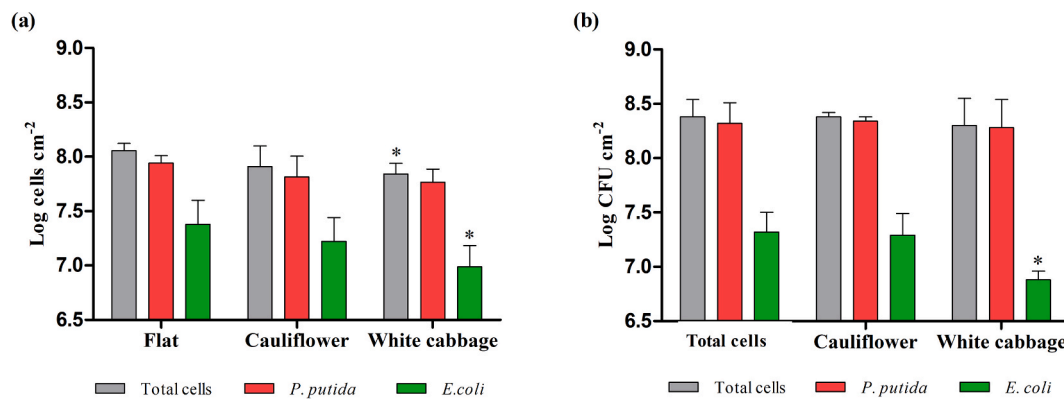 (a)
Log cells cm-2
9.0
8.5
8.0
7.5
7.0
6.5
*
*
Flat Cauliflower White cabbage
Total cells P. putida E.coli
(b)
Log CFU cm-2
9.0
8.5
8.0
7.5
7.0
6.5
*
Total cells Cauliflower White cabbage
Total cells P. putida E. coli